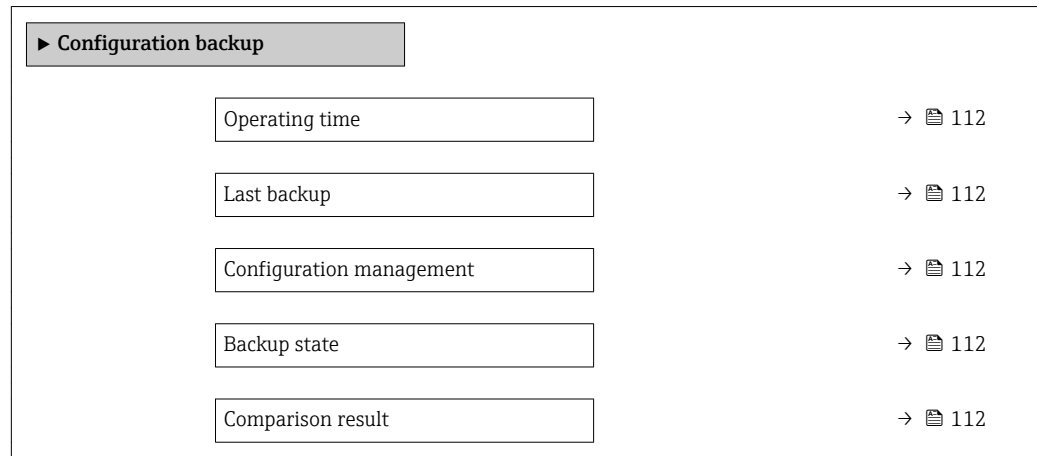 ► Configuration backup
Operating time → 112
Last backup → 112
Configuration management → 112
Backup state → 112
Comparison result → 112